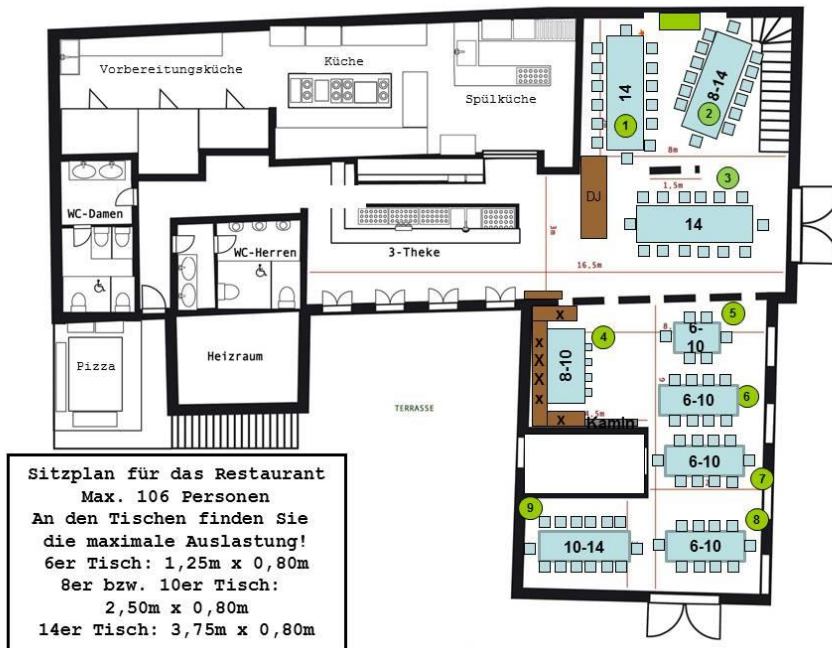 Vorbereitungsküche
Küche
Spülküche
14
1
8-14
2
8m
3
1,5m
DJ
14
WC-Damen
WC-Herren
3-Theke
3m
16,5m
X
4
5
6-10
X
X
X
X
8-10
6-10
6
X
Kamin
Pizza
Heizraum
TERRASSE
6-10
7
9
8
10-14
6-10
Sitzplan für das Restaurant
Max. 106 Personen
An den Tischen finden Sie
die maximale Auslastung!
6er Tisch: 1,25m x 0,80m
8er bzw. 10er Tisch:
2,50m x 0,80m
14er Tisch: 3,75m x 0,80m